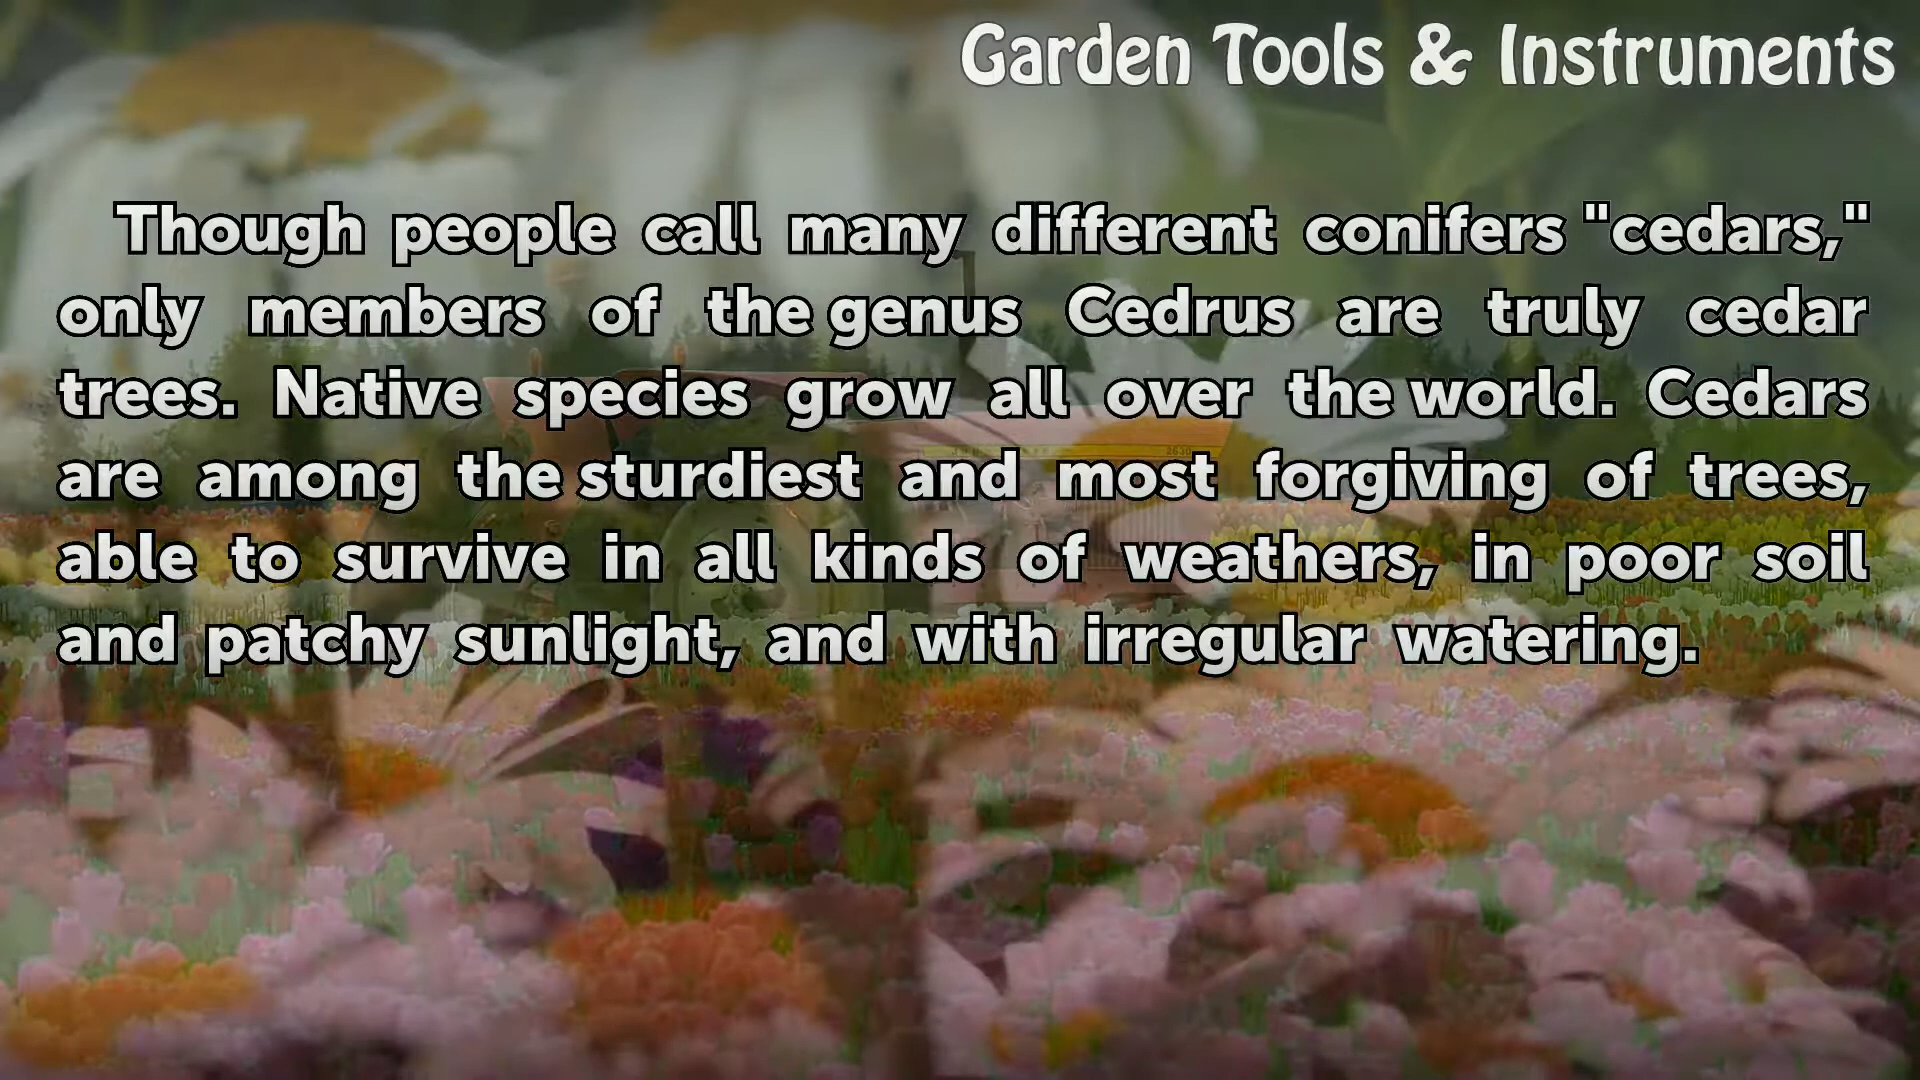 Garden Tools & Instruments
Though people call many different conifers "cedars,"
only members of the genus Cedrus are truly cedar
trees. Native species grow all over the world. Cedars
are among the sturdiest and most forgiving of trees,
able to survive in all kinds of weathers, in poor soil
and patchy sunlight, and with irregular watering.